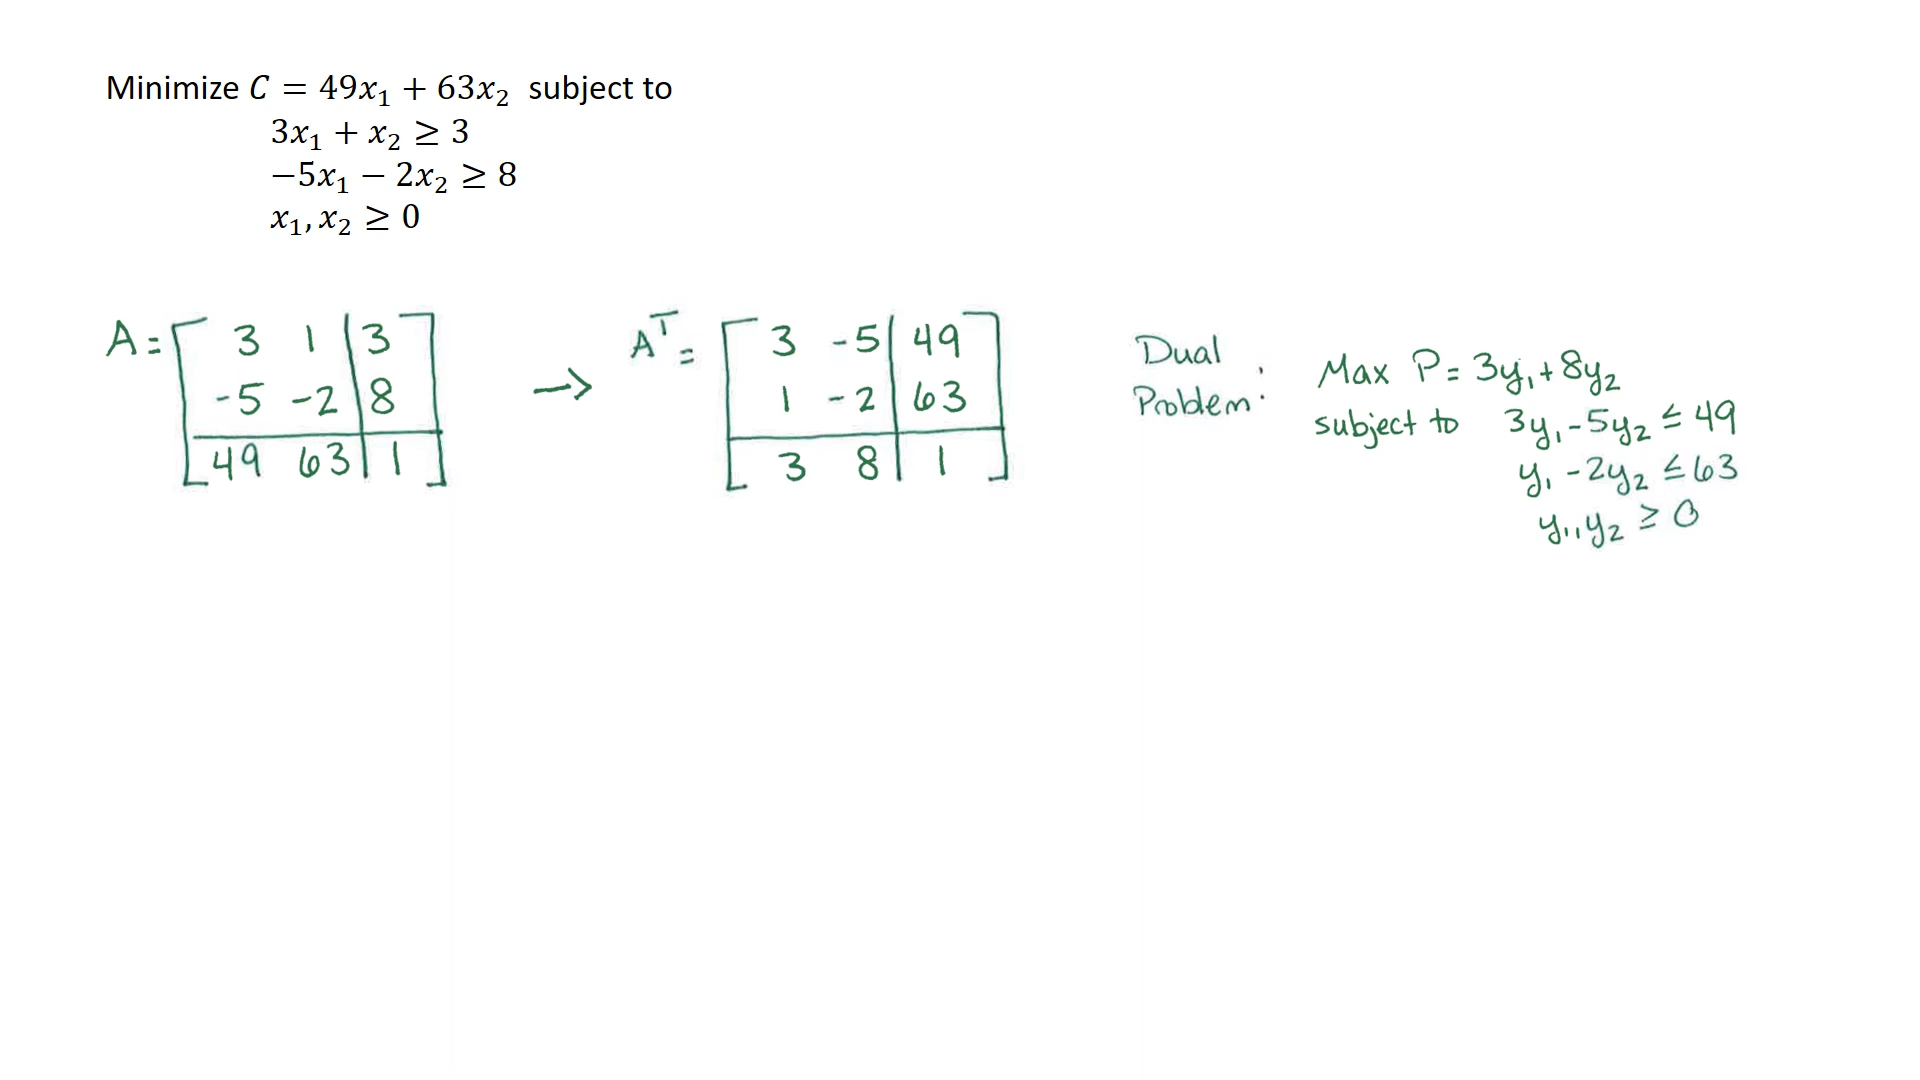 Minimize C = 49x₁ + 63x₂ subject to
3x₁ + x₂ ≥ 3
−5x₁ − 2x₂ ≥ 8
x₁, x₂ ≥ 0
A = [ 3 1 | 3
-5 -2 | 8
49 63 | 1 ]
→
Aᵀ = [ 3 -5 | 49
1 -2 | 63
3 8 | 1 ]
Dual
Problem:
Max P = 3y₁ + 8y₂
subject to 3y₁ - 5y₂ ≤ 49
y₁ - 2y₂ ≤ 63
y₁, y₂ ≥ 0